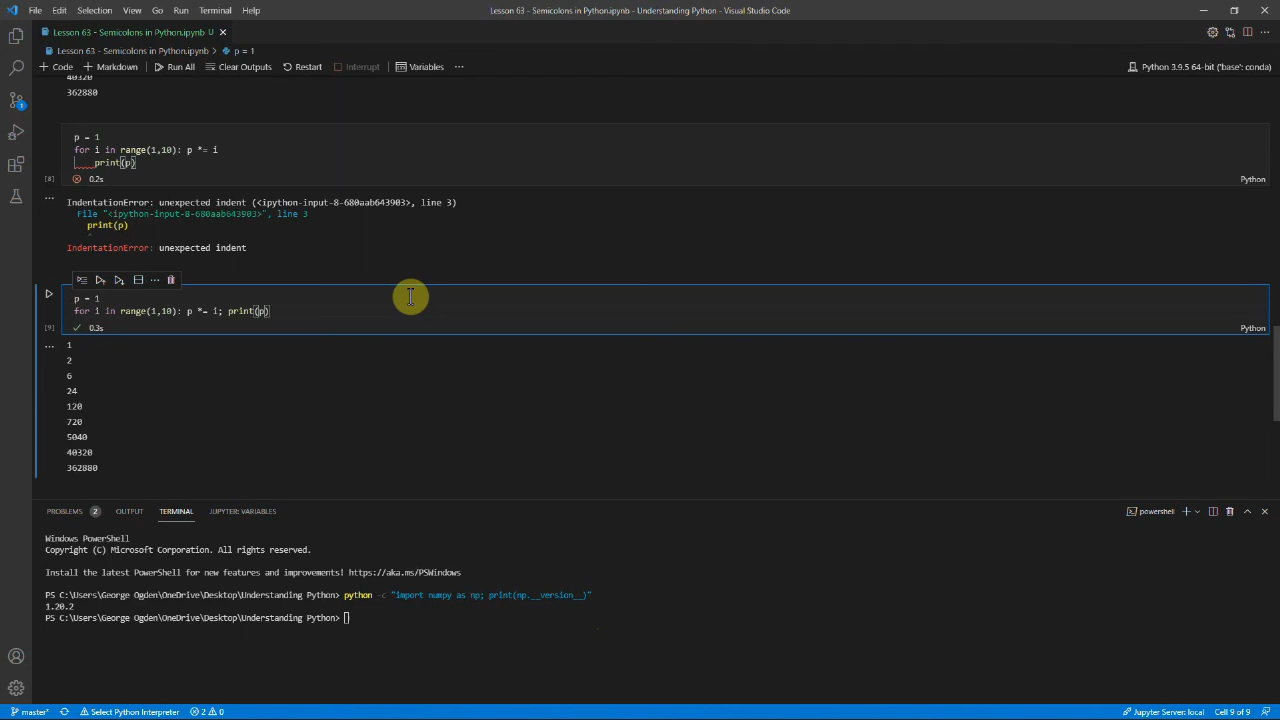 File Edit Selection View Go Run Terminal Help
Lesson 63 - Semicolons in Python.ipynb - Understanding Python - Visual Studio Code
Lesson 63 - Semicolons in Python.ipynb U
Lesson 63 - Semicolons in Python.ipynb > p = 1
+ Code + Markdown Run All Clear Outputs Restart Interrupt Variables ...
Python 3.9.5 64-bit ('base': conda)
40320
362880
p = 1
for i in range(1,10): p *= i
print(p)
[8] 0.2s Python
IndentationError: unexpected indent (<ipython-input-8-680aab643903>, line 3)
File "<ipython-input-8-680aab643903>", line 3
print(p)
^
IndentationError: unexpected indent
p = 1
for i in range(1,10): p *= i; print(p)
[9] 0.3s Python
1
2
6
24
120
720
5040
40320
362880
PROBLEMS 2 OUTPUT TERMINAL JUPYTER: VARIABLES
powershell
Windows PowerShell
Copyright (C) Microsoft Corporation. All rights reserved.
Install the latest PowerShell for new features and improvements! https://aka.ms/PSWindows
PS C:\Users\George Ogden\OneDrive\Desktop\Understanding Python> python -c "import numpy as np; print(np.__version__)"
1.20.2
PS C:\Users\George Ogden\OneDrive\Desktop\Understanding Python>
master* Select Python Interpreter 2 0
Jupyter Server: local Cell 9 of 9
1